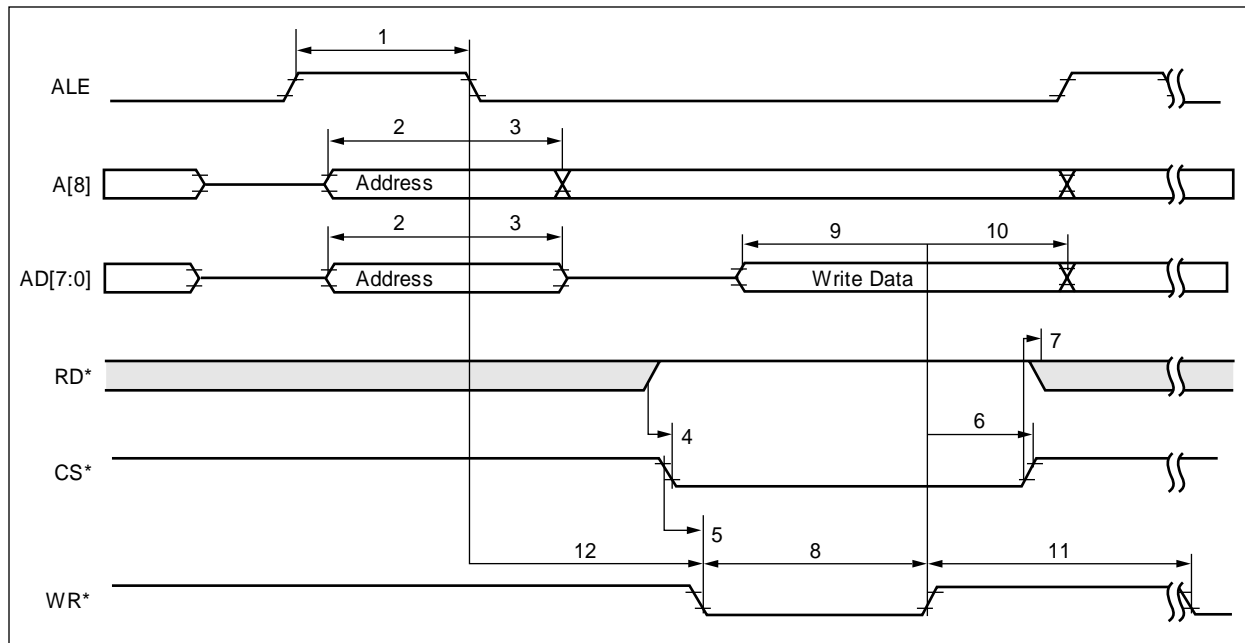 1
ALE
2 3
A[8] Address
2 3 9 10
AD[7:0] Address Write Data
7
RD*
4 6
CS*
5
12 8 11
WR*